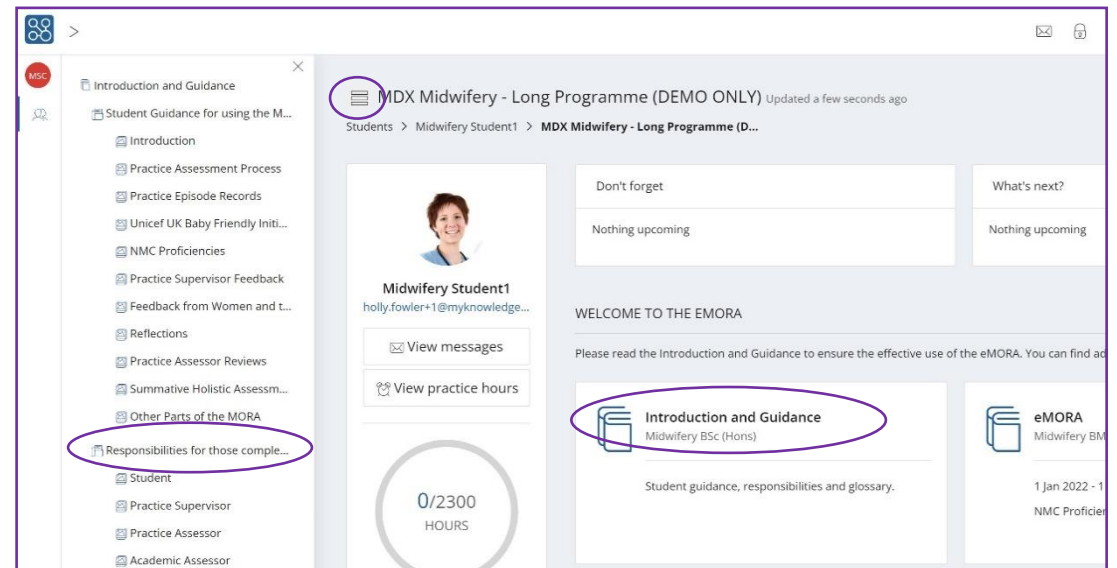 >
MSC
Introduction and Guidance
Student Guidance for using the M...
Introduction
Practice Assessment Process
Practice Episode Records
Unicef UK Baby Friendly Initi...
NMC Proficiencies
Practice Supervisor Feedback
Feedback from Women and t...
Reflections
Practice Assessor Reviews
Summative Holistic Assessm...
Other Parts of the MORA
Responsibilities for those comple...
Student
Practice Supervisor
Practice Assessor
Academic Assessor
MDX Midwifery - Long Programme (DEMO ONLY) Updated a few seconds ago
Students > Midwifery Student1 > MDX Midwifery - Long Programme (D...
Midwifery Student1
holly.fowler+1@myknowledge...
View messages
View practice hours
0/2300
HOURS
Don't forget
Nothing upcoming
What's next?
Nothing upcoming
WELCOME TO THE EMORA
Please read the Introduction and Guidance to ensure the effective use of the eMORA. You can find ad
Introduction and Guidance
Midwifery BSc (Hons)
Student guidance, responsibilities and glossary.
eMORA
Midwifery BM
1 Jan 2022 - 1
NMC Proficien